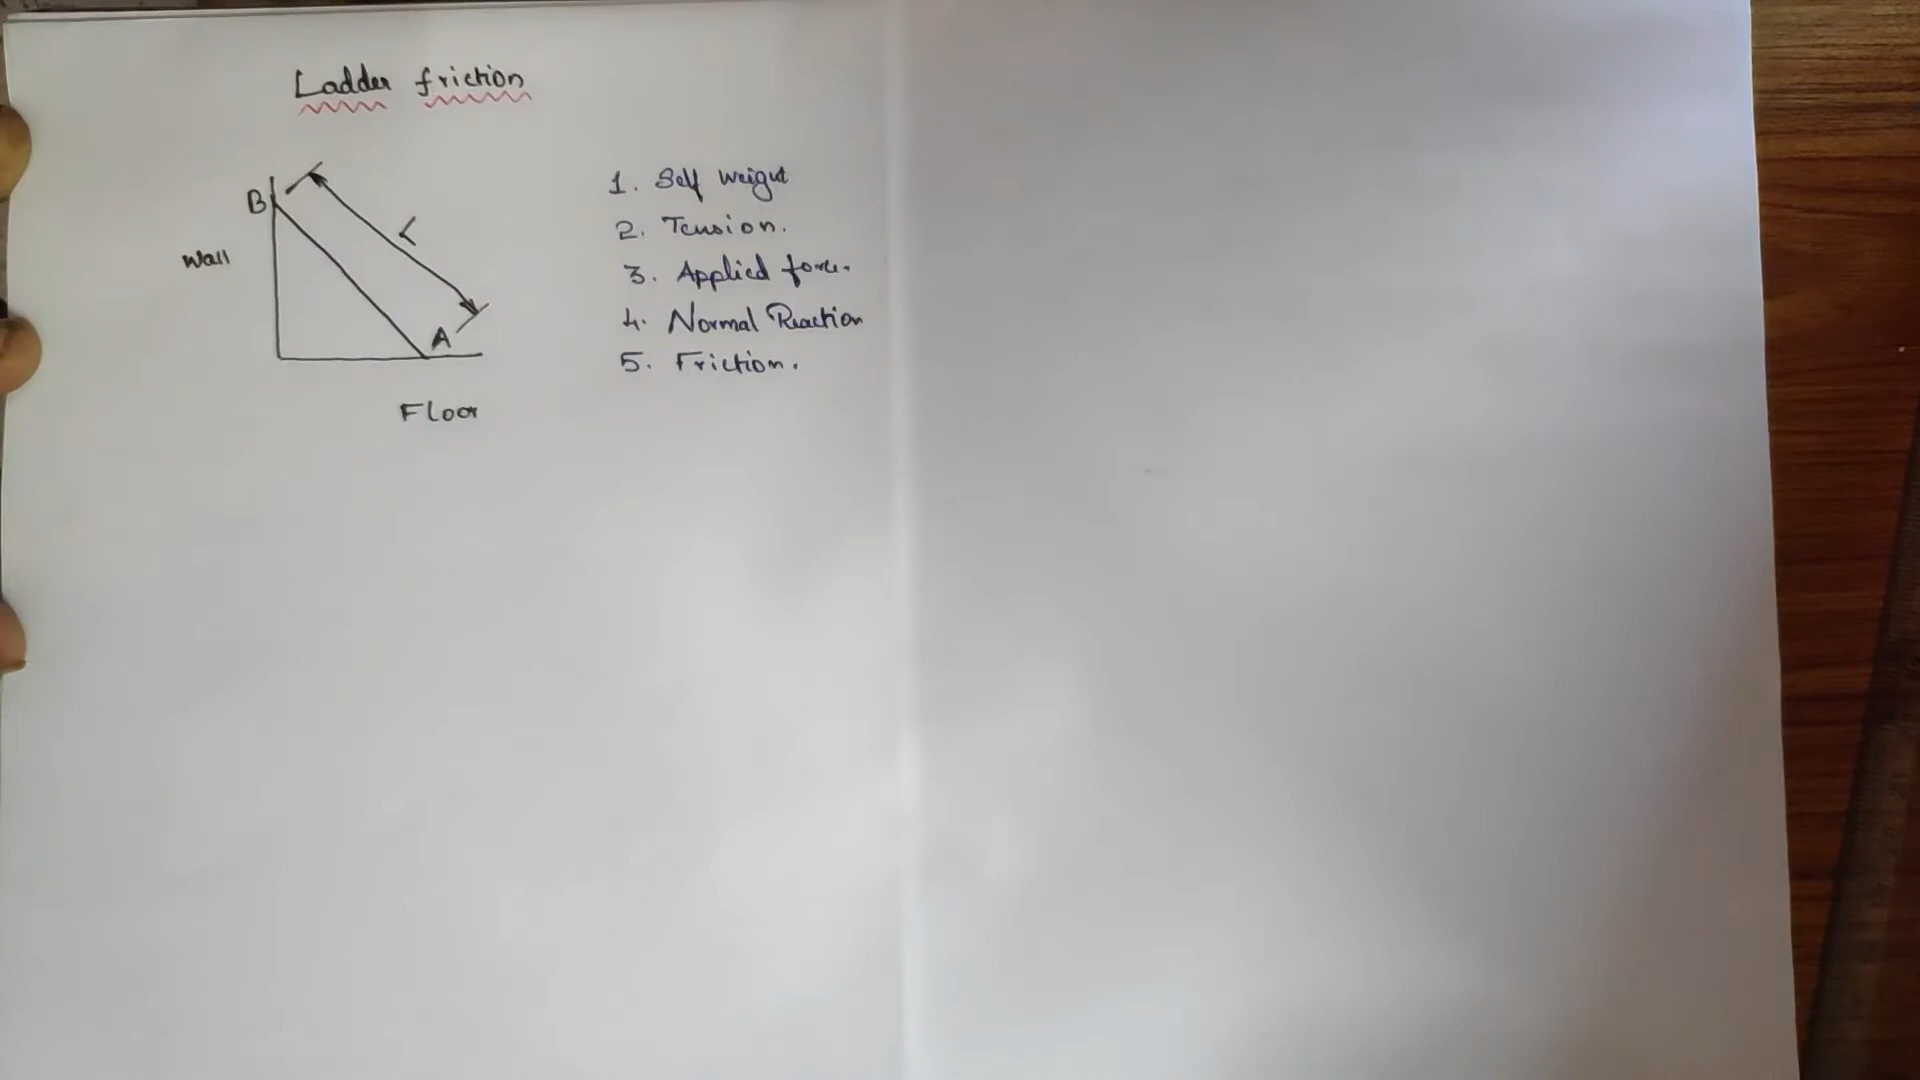 Ladder friction
B
L
Wall
A
Floor
1. Self weight
2. Tension.
3. Applied force.
4. Normal Reaction
5. Friction.